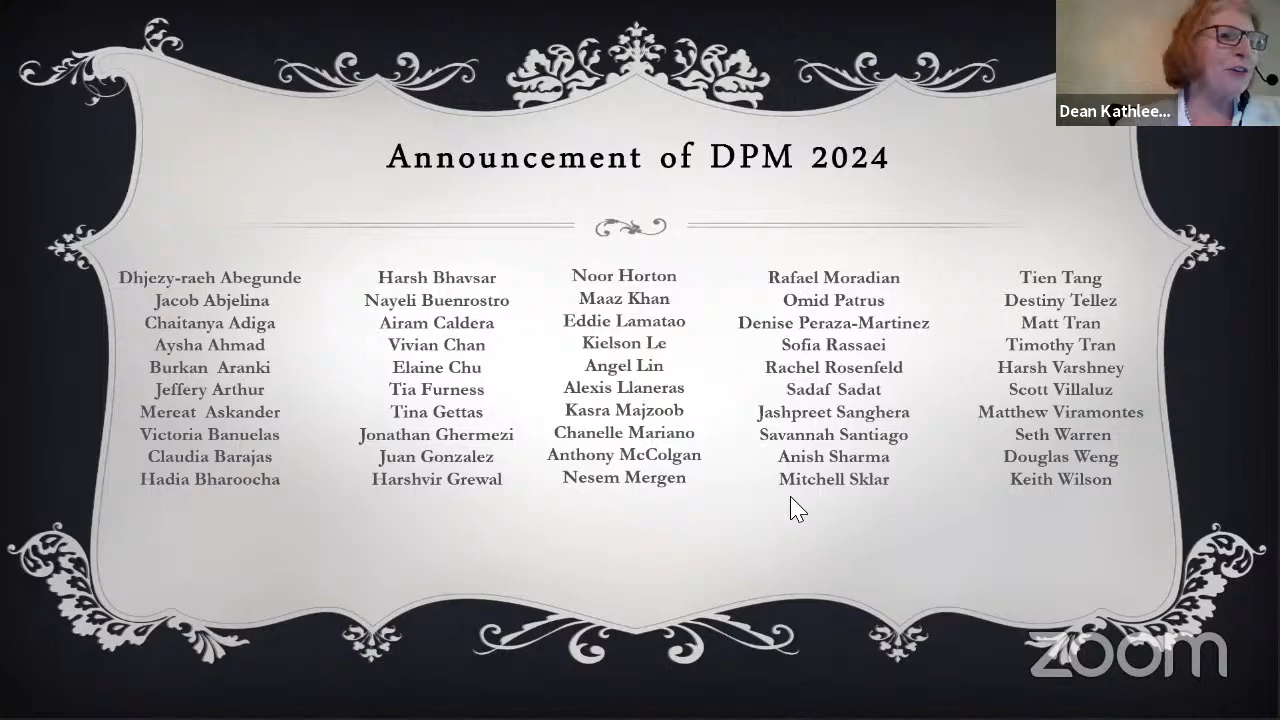 Dean Kathlee...
Announcement of DPM 2024
Dhjezy-raeh Abegunde
Jacob Abjelina
Chaitanya Adiga
Aysha Ahmad
Burkan Aranki
Jeffery Arthur
Mereat Askander
Victoria Banuelas
Claudia Barajas
Hadia Bharoocha
Harsh Bhavsar
Nayeli Buenrostro
Airam Caldera
Vivian Chan
Elaine Chu
Tia Furness
Tina Gettas
Jonathan Ghermezi
Juan Gonzalez
Harshvir Grewal
Noor Horton
Maaz Khan
Eddie Lamatao
Kielson Le
Angel Lin
Alexis Llaneras
Kasra Majzoob
Chanelle Mariano
Anthony McColgan
Nesem Mergen
Rafael Moradian
Omid Patrus
Denise Peraza-Martinez
Sofia Rassaei
Rachel Rosenfeld
Sadaf Sadat
Jashpreet Sanghera
Savannah Santiago
Anish Sharma
Mitchell Sklar
Tien Tang
Destiny Tellez
Matt Tran
Timothy Tran
Harsh Varshney
Scott Villaluz
Matthew Viramontes
Seth Warren
Douglas Weng
Keith Wilson
zoom